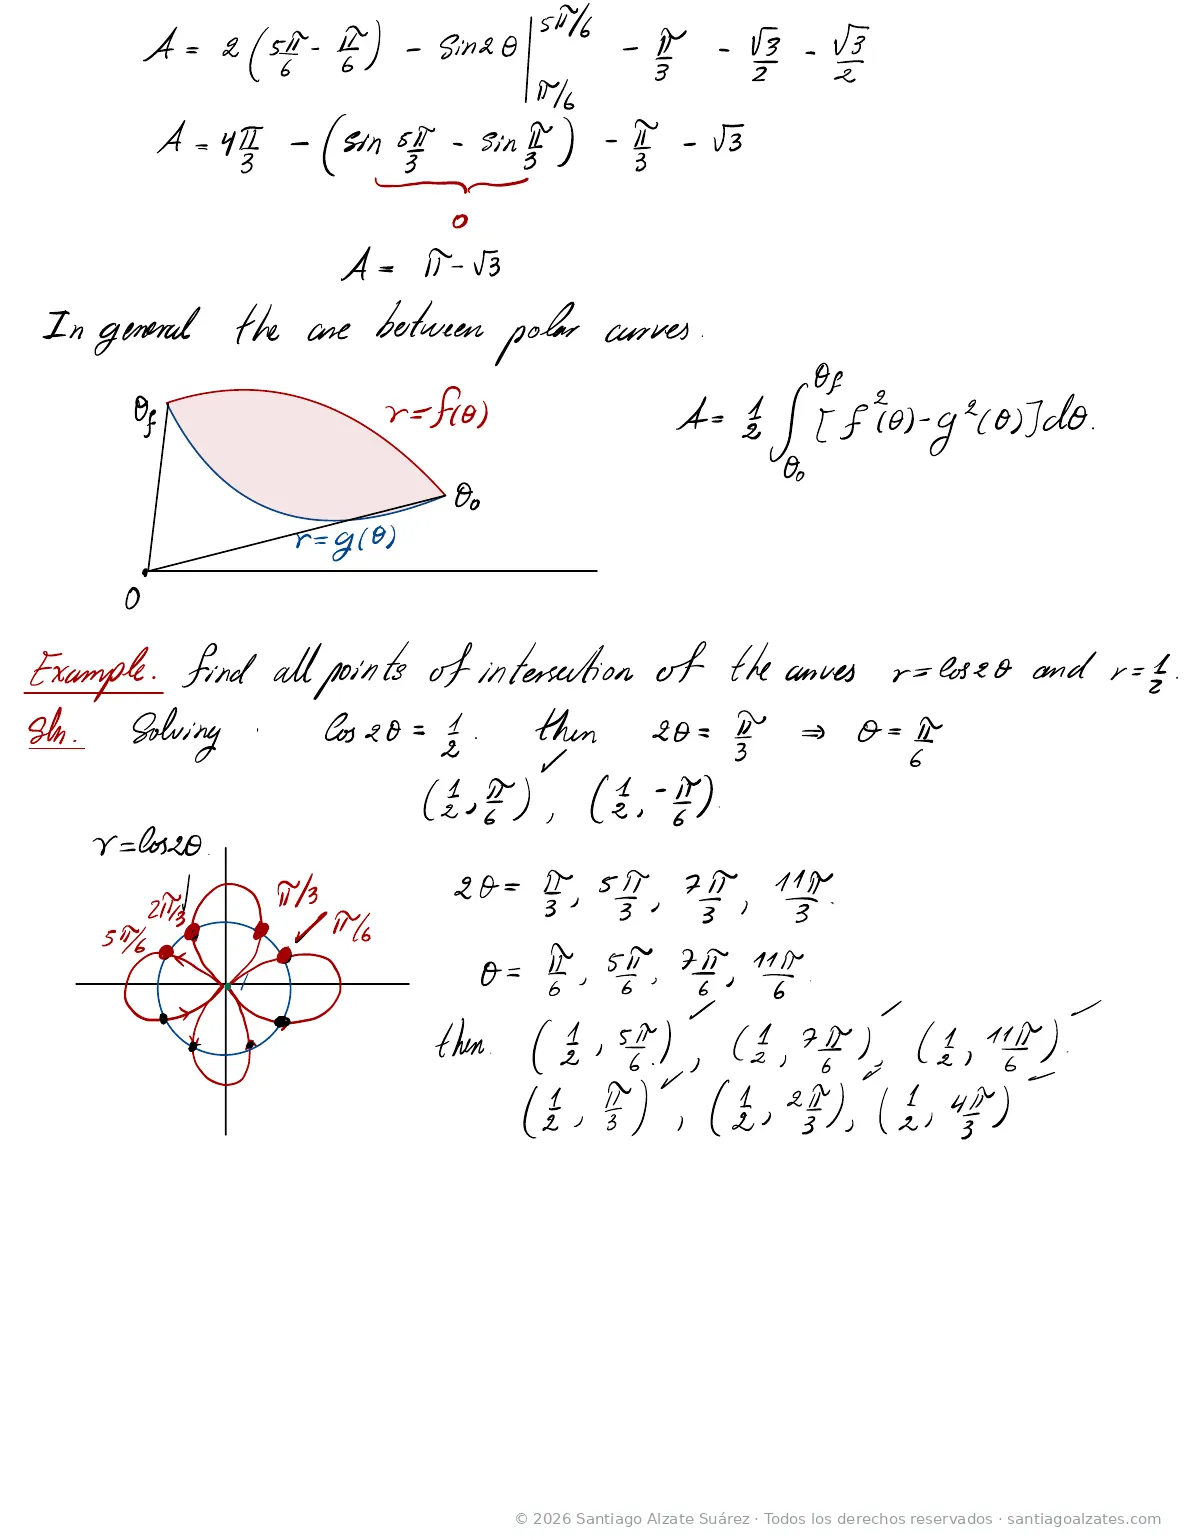 A = 2 (5π/6 - π/6) - Sin2θ |_{π/6}^{5π/6} - π/3 - √3/2 - √3/2
A = 4π/3 - (Sin 5π/3 - Sin π/3) - π/3 - √3
0
A = π - √3
In general the are between polar curves.
θf
r=f(θ)
A = 1/2 ∫_{θ0}^{θf} [f²(θ)-g²(θ)]dθ.
θ0
r=g(θ)
0
Example. find all points of intersection of the curves r=cos2θ and r=1/2.
Sln. Solving. Cos2θ = 1/2. then 2θ = π/3 ⇒ θ = π/6
(1/2, π/6) ✓, (1/2, -π/6).
r=cos2θ.
2θ = π/3, 5π/3, 7π/3, 11π/3.
2π/3 π/3
5π/6 π/6
θ = π/6, 5π/6, 7π/6, 11π/6.
then. (1/2, 5π/6) ✓, (1/2, 7π/6) ✓, (1/2, 11π/6) ✓.
(1/2, π/3) ✓, (1/2, 2π/3) ✓, (1/2, 4π/3) ✓
© 2026 Santiago Alzate Suárez · Todos los derechos reservados · santiagoalzates.com